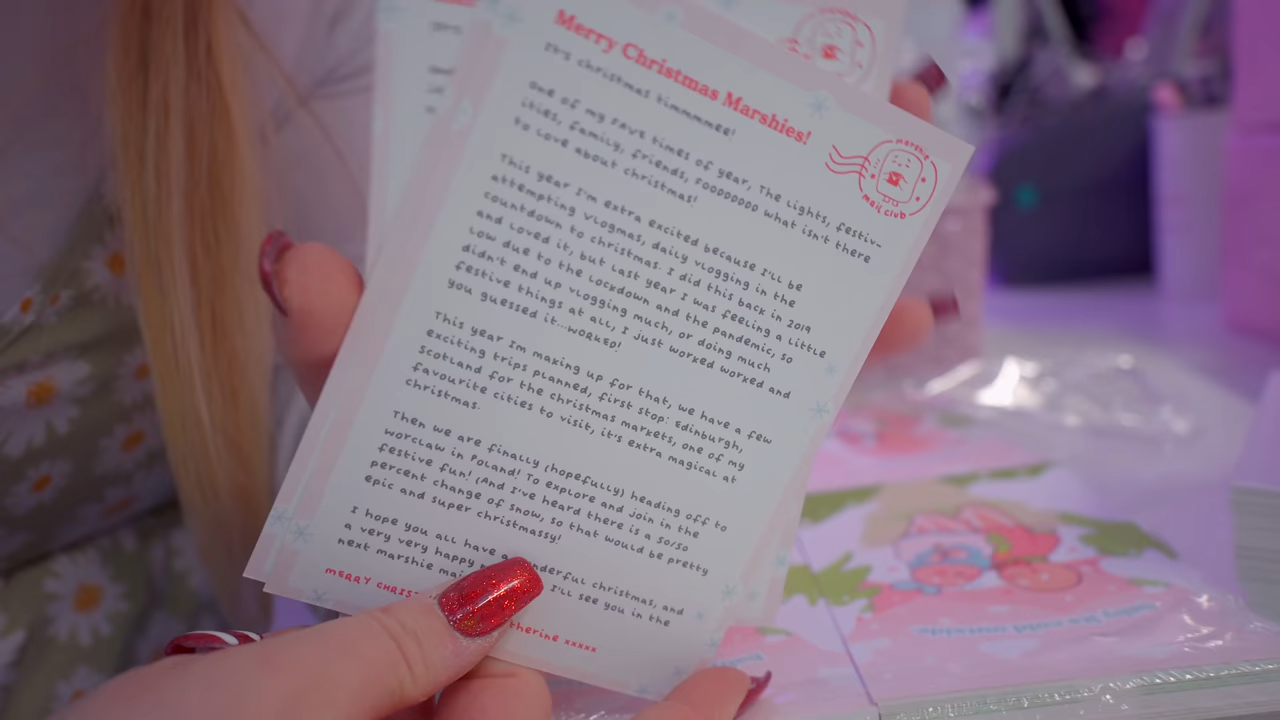 Merry Christmas Marshies!
It's christmas timmmmee!
One of my fave times of year, The lights, festiv-
ities, family, friends, FOODDDDDD what isn't there
to love about christmas!
This year I'm extra excited because I'll be
attempting vlogmas, daily vlogging in the
countdown to christmas. I did this back in 2019
and loved it, but last year I was feeling a little
low due to the lockdown and the pandemic, so
didn't end up vlogging much, or doing much
festive things at all, I just worked worked and
you guessed it...WORKED!
This year Im making up for that, we have a few
exciting trips planned, first stop: Edinburgh,
Scotland for the christmas markets, one of my
favourite cities to visit, it's extra magical at
christmas.
Then we are finally (hopefully) heading off to
worclaw in Poland! To explore and join in the
festive fun! (And I've heard there is a 50/50
percent change of snow, so that would be pretty
epic and super christmassy!
I hope you all have a wonderful christmas, and
a very very happy I'll see you in the
next marshie
MERRY xxxxx
marshie
mail club